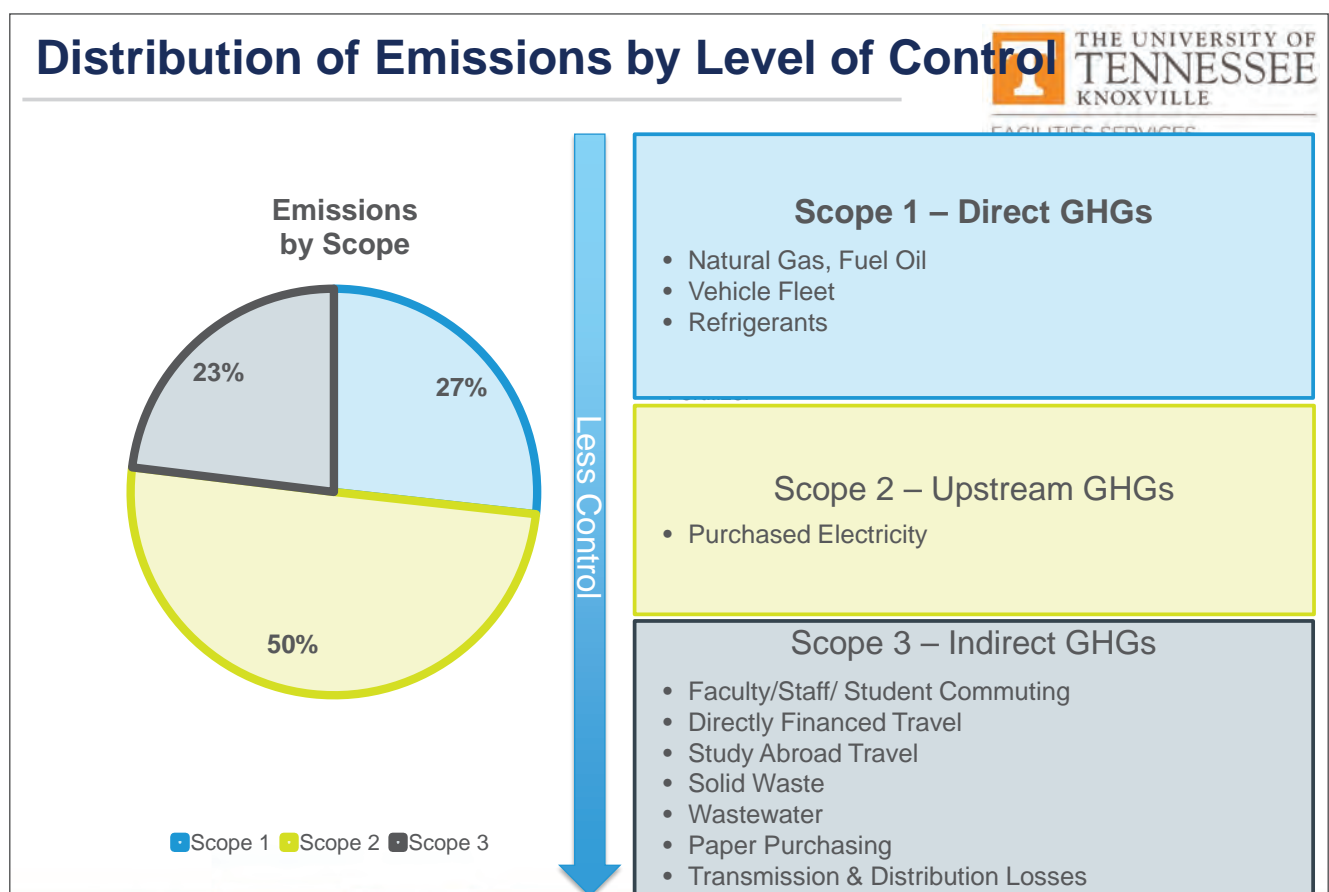 Distribution of Emissions by Level of Control
THE UNIVERSITY OF
TENNESSEE
KNOXVILLE
FACILITIES SERVICES
Emissions
by Scope
23%
27%
50%
Scope 1
Scope 2
Scope 3
Less Control
Scope 1 – Direct GHGs
• Natural Gas, Fuel Oil
• Vehicle Fleet
• Refrigerants
Scope 2 – Upstream GHGs
• Purchased Electricity
Scope 3 – Indirect GHGs
• Faculty/Staff/ Student Commuting
• Directly Financed Travel
• Study Abroad Travel
• Solid Waste
• Wastewater
• Paper Purchasing
• Transmission & Distribution Losses